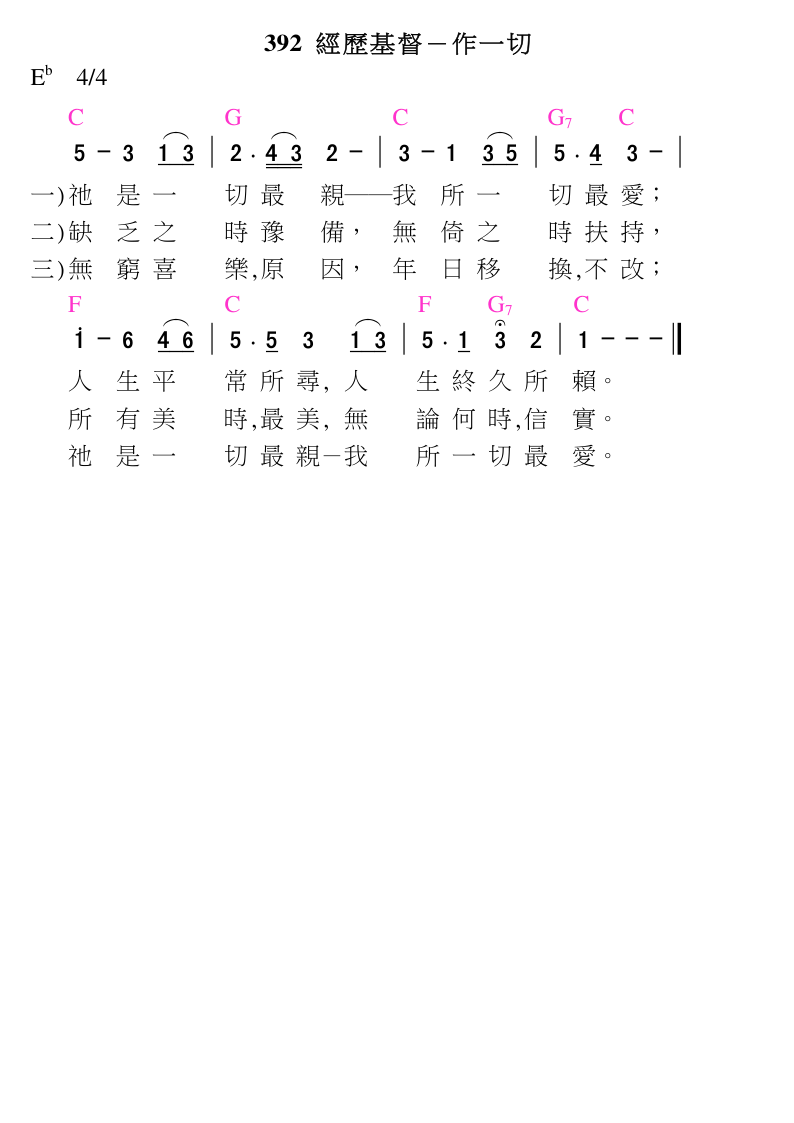 392 經歷基督－作一切
E♭ 4/4
C G C G7 C
5 － 3 1 3 | 2 · 4 3 2 － | 3 － 1 3 5 | 5 · 4 3 － |
一)祂 是 一 切 最 親——我 所 一 切 最 愛；
二)缺 乏 之 時 豫 備， 無 倚 之 時 扶 持，
三)無 窮 喜 樂,原 因， 年 日 移 換,不 改；
F C F G7 C
1̇ － 6 4 6 | 5 · 5 3 1 3 | 5 · 1 3 2 | 1 － － － ‖
人 生 平 常 所 尋, 人 生 終 久 所 賴。
所 有 美 時,最 美, 無 論 何 時,信 實。
祂 是 一 切 最 親－我 所 一 切 最 愛。